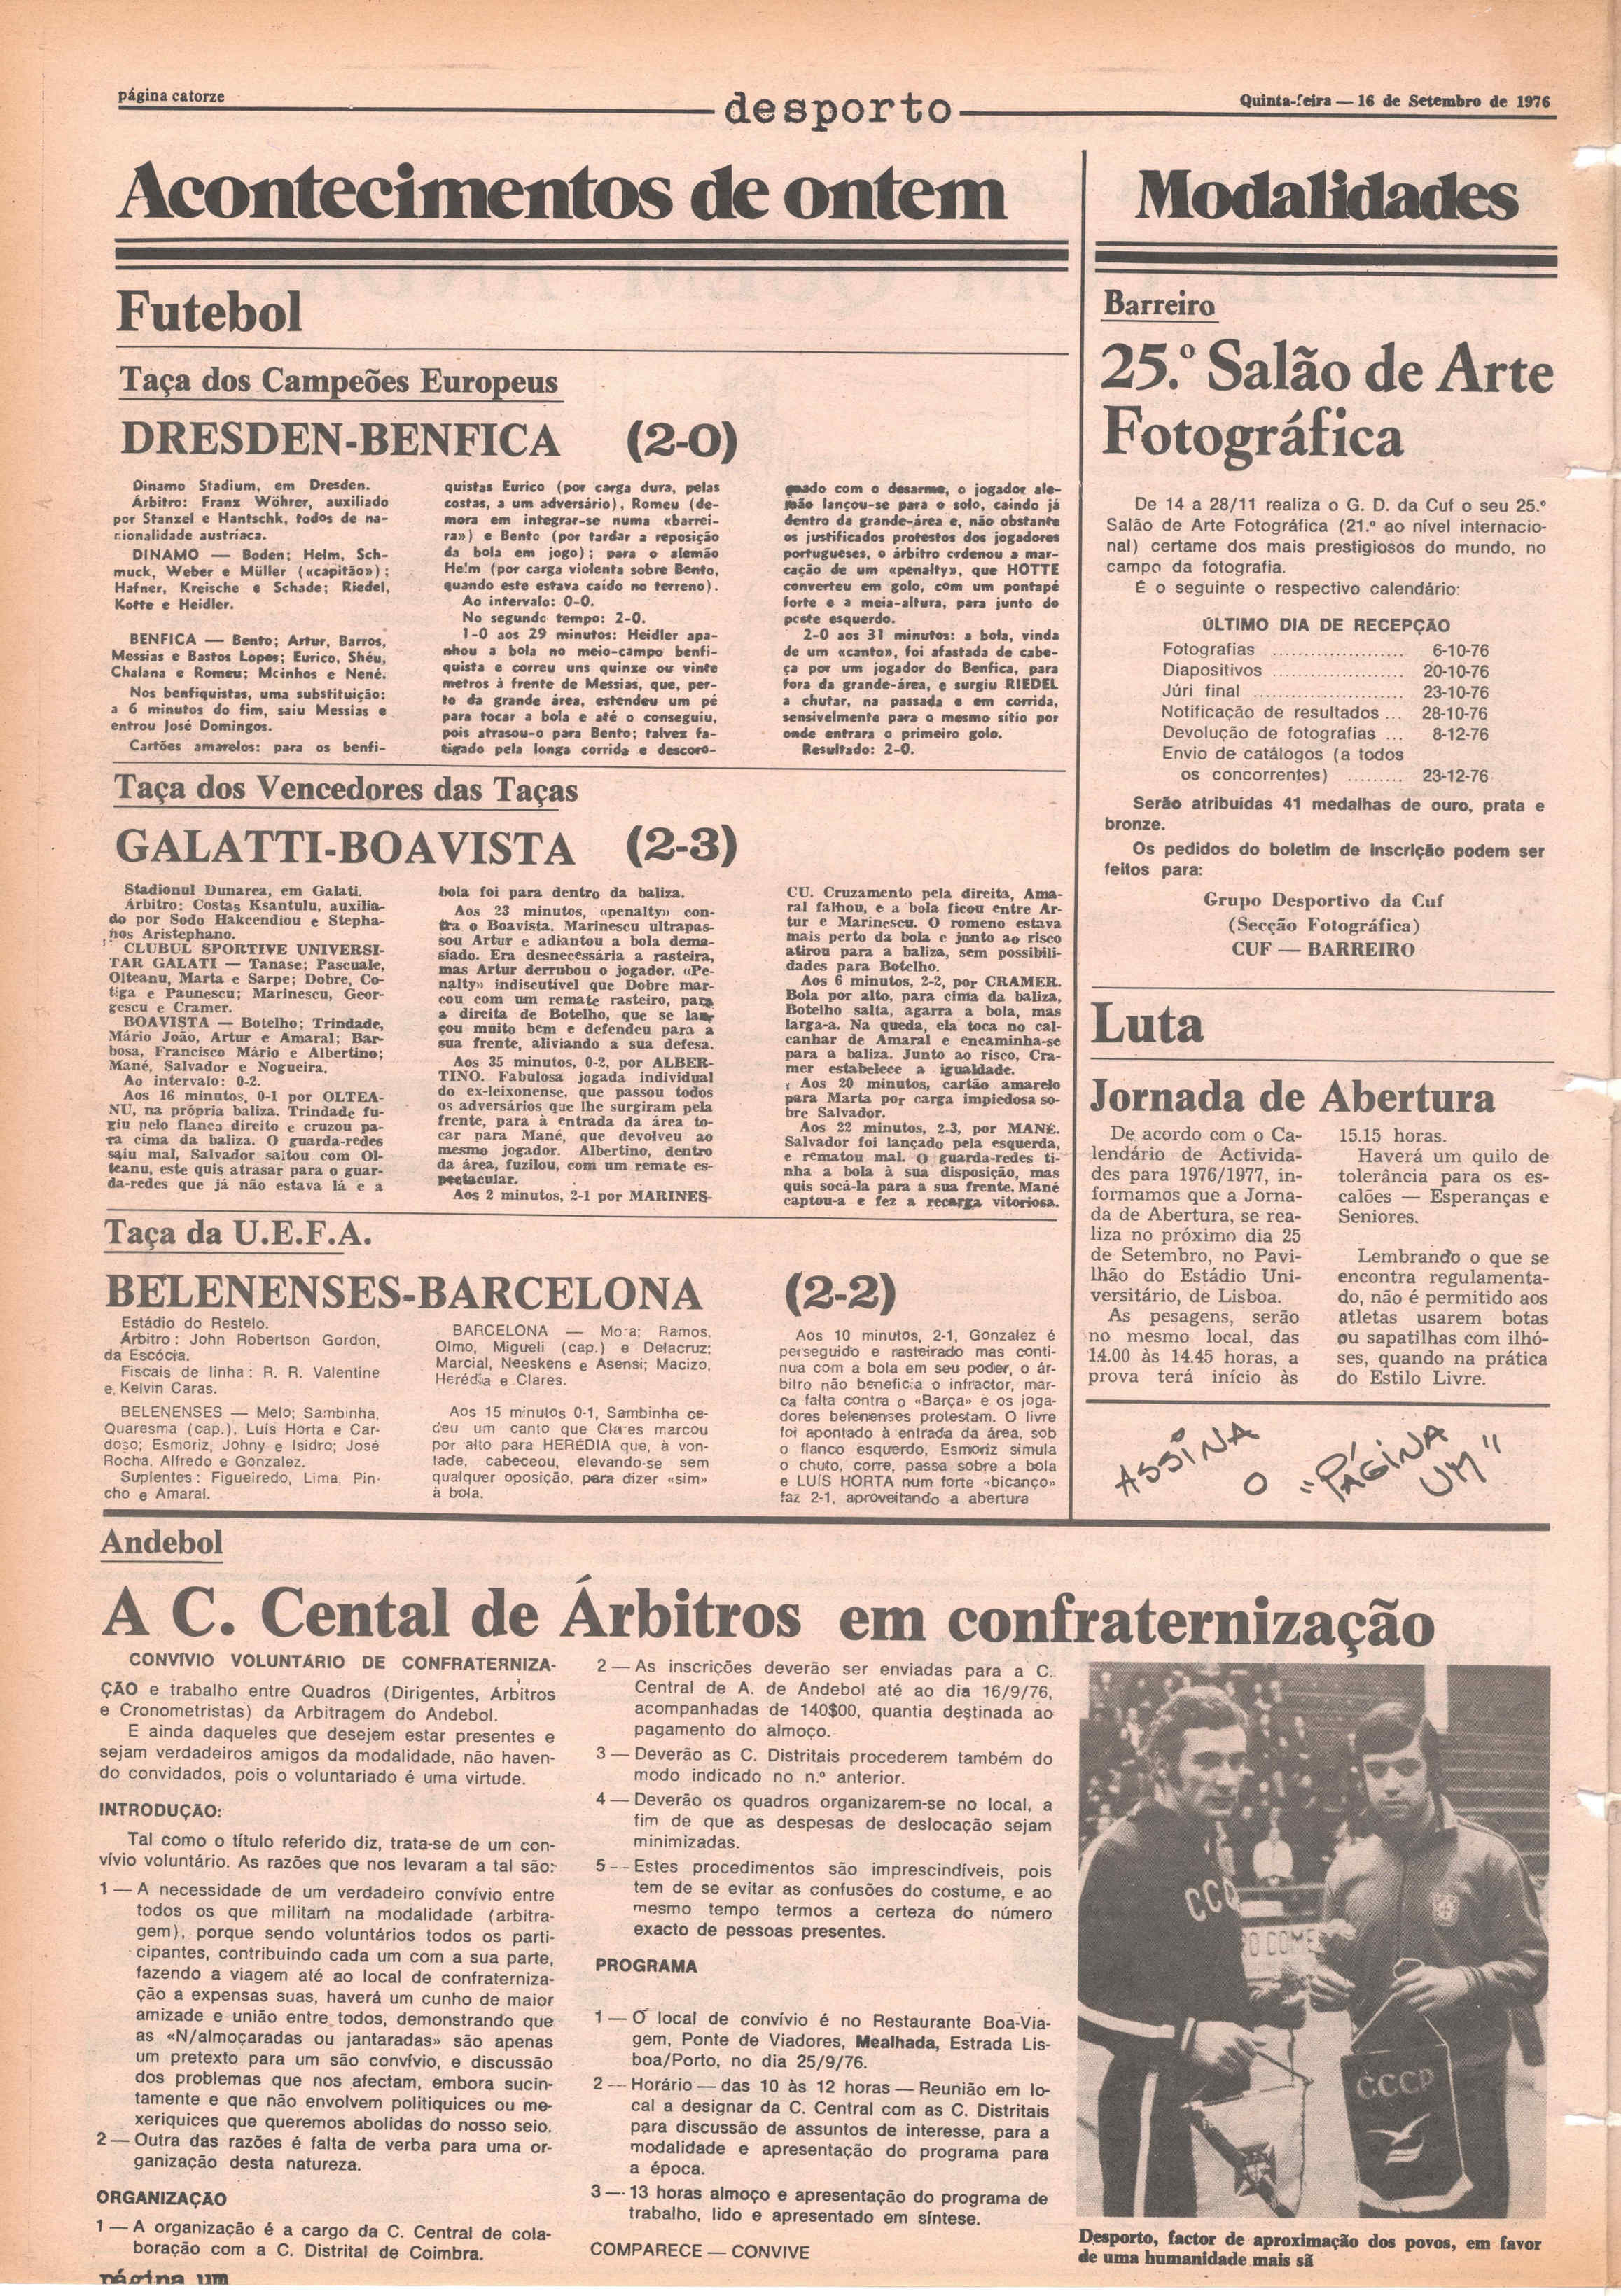 página catorze
desporto
Quinta-feira — 16 de Setembro de 1976
Acontecimentos de ontem
Futebol
Taça dos Campeões Europeus
DRESDEN-BENFICA (2-0)
Dinamo Stadium, em Dresden.
Árbitro: Franz Wöhrer, auxiliado
por Stanzel e Hantschk, todos de na-
cionalidade austríaca.
DINAMO — Boden; Helm, Sch-
muck, Weber e Müller («capitão»);
Hafner, Kreische e Schade; Riedel,
Kotte e Heidler.
BENFICA — Bento; Artur, Barros,
Messias e Bastos Lopes; Eurico, Shéu,
Chalana e Romeu; Moinhos e Nené.
Nos benfiquistas, uma substituição:
a 6 minutos do fim, saiu Messias e
entrou José Domingos.
Cartões amarelos: para os benfi-
quistas Eurico (por carga dura, pelas
costas, a um adversário), Romeu (de-
mora em integrar-se numa «barrei-
ra») e Bento (por tardar a reposição
da bola em jogo); para o alemão
Helm (por carga violenta sobre Bento,
quando este estava caído no terreno).
Ao intervalo: 0-0.
No segundo tempo: 2-0.
1-0 aos 29 minutos: Heidler apa-
nhou a bola no meio-campo benfi-
quista e correu uns quinze ou vinte
metros à frente de Messias, que, per-
to da grande área, estendeu um pé
para tocar a bola e até o conseguiu,
pois atrasou-o para Bento; talvez fa-
tigado pela longa corrida e descoro-
çoado com o desarme, o jogador ale-
mão lançou-se para o solo, caindo já
dentro da grande-área e, não obstante
os justificados protestos dos jogadores
portugueses, o árbitro ordenou a mar-
cação de um «penalty», que HOTTE
converteu em golo, com um pontapé
forte e a meia-altura, para junto do
poste esquerdo.
2-0 aos 31 minutos: a bola, vinda
de um «canto», foi afastada de cabe-
ça por um jogador do Benfica, para
fora da grande-área, e surgiu RIEDEL
a chutar, na passada e em corrida,
sensivelmente para o mesmo sítio por
onde entrara o primeiro golo.
Resultado: 2-0.
Taça dos Vencedores das Taças
GALATTI-BOAVISTA (2-3)
Stadionul Dunarea, em Galati.
Árbitro: Costas Ksantulu, auxilia-
do por Sodo Hakcendiou e Stepha-
nos Aristephano.
CLUBUL SPORTIVE UNIVERSI-
TAR GALATI — Tanase; Pascuale,
Olteanu, Marta e Sarpe; Dobre, Co-
tiga e Paunescu; Marinescu, Geor-
gescu e Cramer.
BOAVISTA — Botelho; Trindade,
Mário João, Artur e Amaral; Bar-
bosa, Francisco Mário e Albertino;
Mané, Salvador e Nogueira.
Ao intervalo: 0-2.
Aos 16 minutos, 0-1 por OLTEA-
NU, na própria baliza. Trindade fu-
giu pelo flanco direito e cruzou pa-
ra cima da baliza. O guarda-redes
saiu mal, Salvador saltou com Ol-
teanu, este quis atrasar para o guar-
da-redes que já não estava lá e a
bola foi para dentro da baliza.
Aos 23 minutos, «penalty» con-
tra o Boavista. Marinescu ultrapas-
sou Artur e adiantou a bola dema-
siado. Era desnecessária a rasteira,
mas Artur derrubou o jogador. «Pe-
nalty» indiscutível que Dobre mar-
cou com um remate rasteiro, para
a direita de Botelho, que se lan-
çou muito bem e defendeu para a
sua frente, aliviando a sua defesa.
Aos 35 minutos, 0-2, por ALBER-
TINO. Fabulosa jogada individual
do ex-leixonense, que passou todos
os adversários que lhe surgiram pela
frente, para à entrada da área to-
car para Mané, que devolveu ao
mesmo jogador. Albertino, dentro
da área, fuzilou, com um remate es-
pectacular.
Aos 2 minutos, 2-1 por MARINES-
CU. Cruzamento pela direita, Ama-
ral falhou, e a bola ficou entre Ar-
tur e Marinescu. O romeno estava
mais perto da bola e junto ao risco
atirou para a baliza, sem possibili-
dades para Botelho.
Aos 6 minutos, 2-2, por CRAMER.
Bola por alto, para cima da baliza,
Botelho salta, agarra a bola, mas
larga-a. Na queda, ela toca no cal-
canhar de Amaral e encaminha-se
para a baliza. Junto ao risco, Cra-
mer estabelece a igualdade.
Aos 20 minutos, cartão amarelo
para Marta por carga impiedosa so-
bre Salvador.
Aos 22 minutos, 2-3, por MANÉ.
Salvador foi lançado pela esquerda,
e rematou mal. O guarda-redes ti-
nha a bola à sua disposição, mas
quis socá-la para a sua frente. Mané
captou-a e fez a recarga vitoriosa.
Taça da U.E.F.A.
BELENENSES-BARCELONA (2-2)
Estádio do Restelo.
Árbitro: John Robertson Gordon,
da Escócia.
Fiscais de linha: R. R. Valentine
e Kelvin Caras.
BELENENSES — Melo; Sambinha,
Quaresma (cap.), Luís Horta e Car-
doso; Esmoriz, Johny e Isidro; José
Rocha, Alfredo e Gonzalez.
Suplentes: Figueiredo, Lima, Pin-
cho e Amaral.
BARCELONA — Mora; Ramos,
Olmo, Migueli (cap.) e Delacruz;
Marcial, Neeskens e Asensi; Macizo,
Herédia e Clares.
Aos 15 minutos 0-1, Sambinha ce-
deu um canto que Clares marcou
por alto para HERÉDIA que, à von-
tade, cabeceou, elevando-se sem
qualquer oposição, para dizer «sim»
à bola.
Aos 10 minutos, 2-1, Gonzalez é
perseguido e rasteirado mas conti-
nua com a bola em seu poder, o ár-
bitro não beneficia o infractor, mar-
ca falta contra o «Barça» e os joga-
dores belenenses protestam. O livre
foi apontado à entrada da área, sob
o flanco esquerdo, Esmoriz simula
o chuto, corre, passa sobre a bola
e LUÍS HORTA num forte «bicanço»
faz 2-1, aproveitando a abertura
Modalidades
Barreiro
25.º Salão de Arte
Fotográfica
De 14 a 28/11 realiza o G. D. da Cuf o seu 25.º
Salão de Arte Fotográfica (21.º ao nível internacio-
nal) certame dos mais prestigiosos do mundo, no
campo da fotografia.
É o seguinte o respectivo calendário:
ÚLTIMO DIA DE RECEPÇÃO
Fotografias ..................... 6-10-76
Diapositivos ..................... 20-10-76
Júri final ........................ 23-10-76
Notificação de resultados ... 28-10-76
Devolução de fotografias ... 8-12-76
Envio de catálogos (a todos
os concorrentes) ......... 23-12-76
Serão atribuídas 41 medalhas de ouro, prata e
bronze.
Os pedidos do boletim de inscrição podem ser
feitos para:
Grupo Desportivo da Cuf
(Secção Fotográfica)
CUF — BARREIRO
Luta
Jornada de Abertura
De acordo com o Ca-
lendário de Activida-
des para 1976/1977, in-
formamos que a Jorna-
da de Abertura, se rea-
liza no próximo dia 25
de Setembro, no Pavi-
lhão do Estádio Uni-
versitário, de Lisboa.
As pesagens, serão
no mesmo local, das
14.00 às 14.45 horas, a
prova terá início às
15.15 horas.
Haverá um quilo de
tolerância para os es-
calões — Esperanças e
Seniores.
Lembrando o que se
encontra regulamenta-
do, não é permitido aos
atletas usarem botas
ou sapatilhas com ilhó-
ses, quando na prática
do Estilo Livre.
ASSINA
O "PÁGINA
UM"
Andebol
A C. Cental de Árbitros em confraternização
CONVÍVIO VOLUNTÁRIO DE CONFRATERNIZA-
ÇÃO e trabalho entre Quadros (Dirigentes, Árbitros
e Cronometristas) da Arbitragem do Andebol.
E ainda daqueles que desejem estar presentes e
sejam verdadeiros amigos da modalidade, não haven-
do convidados, pois o voluntariado é uma virtude.
INTRODUÇÃO:
Tal como o título referido diz, trata-se de um con-
vívio voluntário. As razões que nos levaram a tal são:
1 — A necessidade de um verdadeiro convívio entre
todos os que militam na modalidade (arbitra-
gem), porque sendo voluntários todos os parti-
cipantes, contribuindo cada um com a sua parte,
fazendo a viagem até ao local de confraterniza-
ção a expensas suas, haverá um cunho de maior
amizade e união entre todos, demonstrando que
as «N/almoçaradas ou jantaradas» são apenas
um pretexto para um são convívio, e discussão
dos problemas que nos afectam, embora sucin-
tamente e que não envolvem politiquices ou me-
xeriquices que queremos abolidas do nosso seio.
2 — Outra das razões é falta de verba para uma or-
ganização desta natureza.
ORGANIZAÇÃO
1 — A organização é a cargo da C. Central de cola-
boração com a C. Distrital de Coimbra.
2 — As inscrições deverão ser enviadas para a C.
Central de A. de Andebol até ao dia 16/9/76,
acompanhadas de 140$00, quantia destinada ao
pagamento do almoço.
3 — Deverão as C. Distritais procederem também do
modo indicado no n.º anterior.
4 — Deverão os quadros organizarem-se no local, a
fim de que as despesas de deslocação sejam
minimizadas.
5 -- Estes procedimentos são imprescindíveis, pois
tem de se evitar as confusões do costume, e ao
mesmo tempo termos a certeza do número
exacto de pessoas presentes.
PROGRAMA
1 — O local de convívio é no Restaurante Boa-Via-
gem, Ponte de Viadores, Mealhada, Estrada Lis-
boa/Porto, no dia 25/9/76.
2 — Horário — das 10 às 12 horas — Reunião em lo-
cal a designar da C. Central com as C. Distritais
para discussão de assuntos de interesse, para a
modalidade e apresentação do programa para
a época.
3 — 13 horas almoço e apresentação do programa de
trabalho, lido e apresentado em síntese.
COMPARECE — CONVIVE
CCC
O COME
CCCP
Desporto, factor de aproximação dos povos, em favor
de uma humanidade mais sã
página um